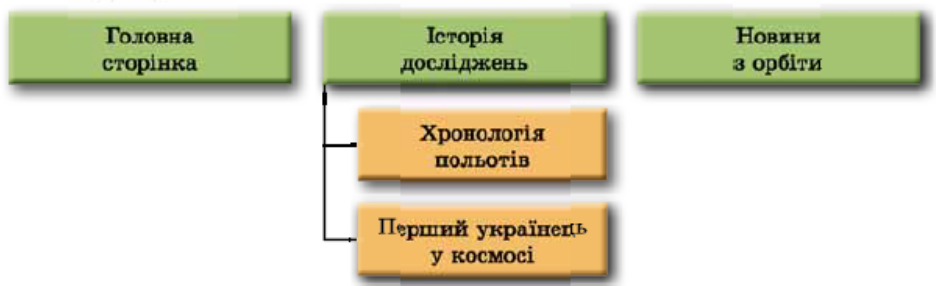 Головна
сторінка
Історія
досліджень
Новини
з орбіти
Хронологія
польотів
Перший українець
у космосі